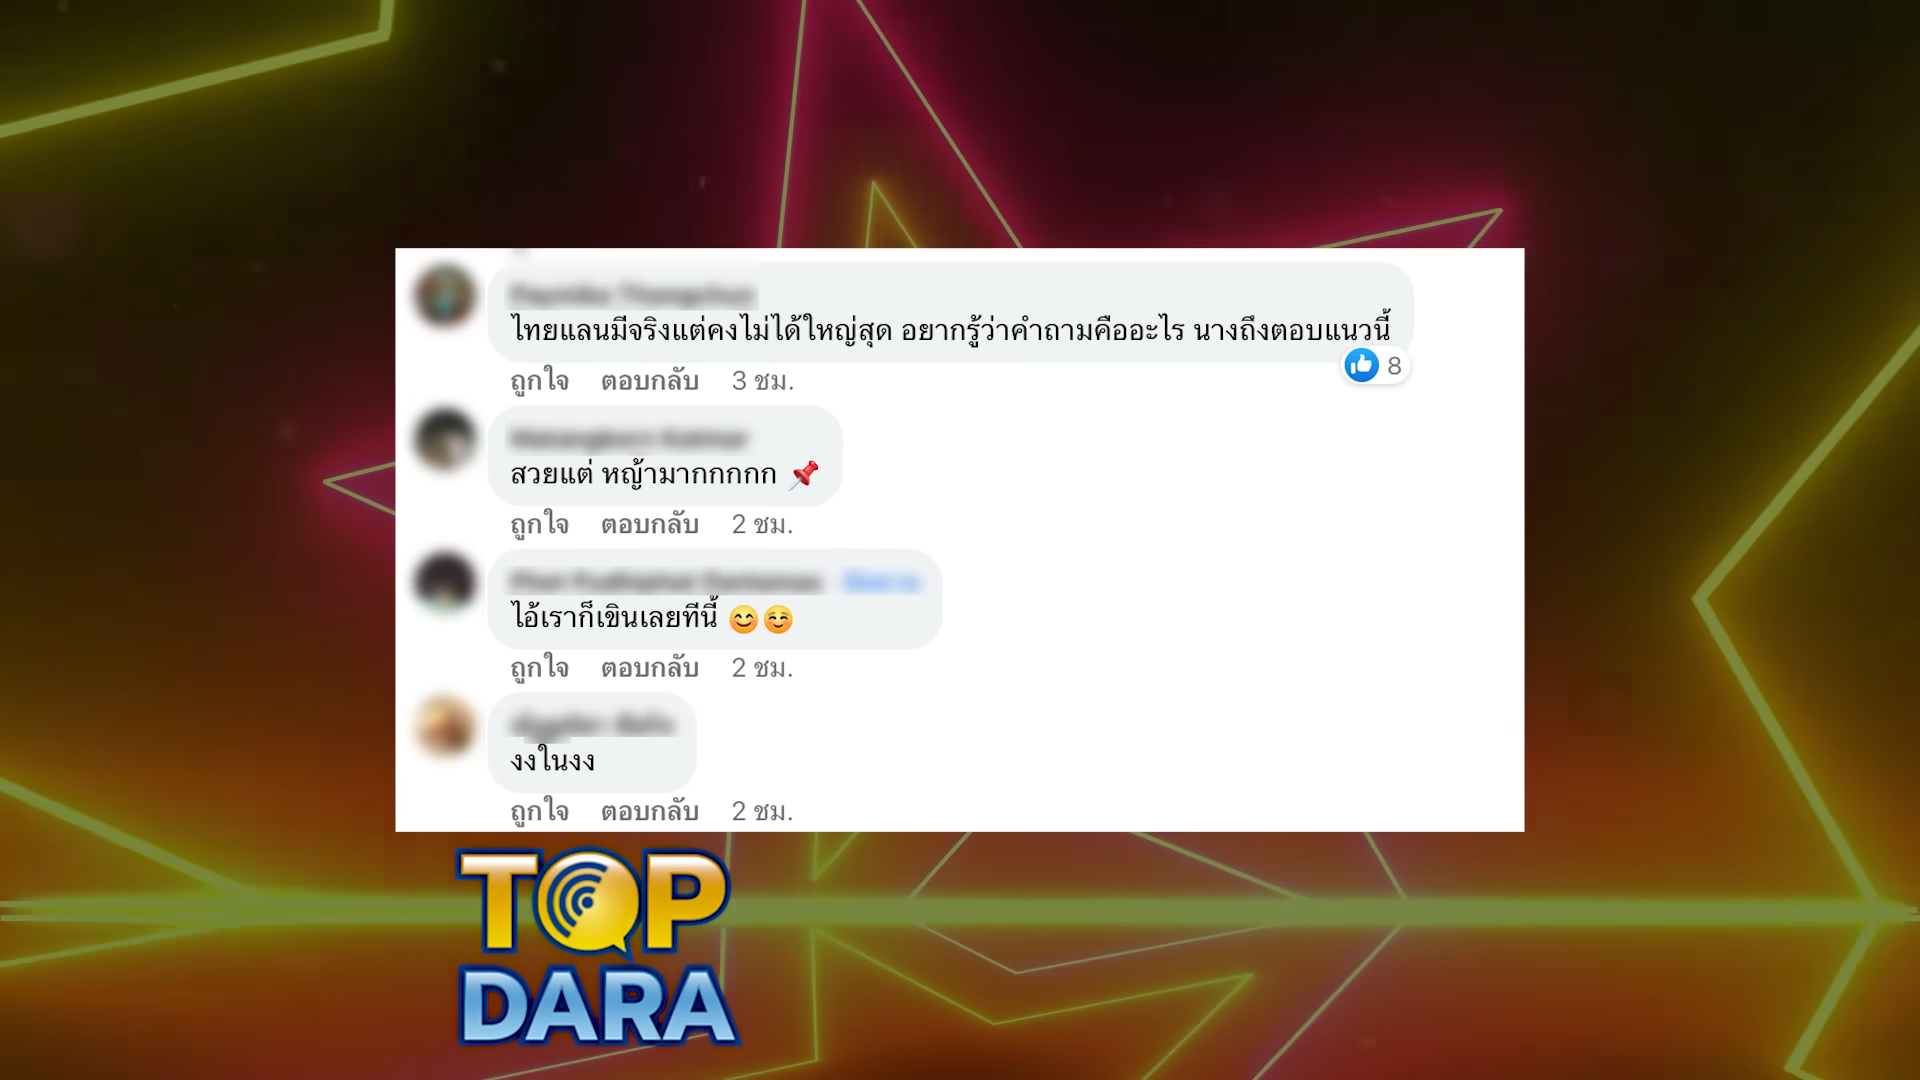 ไทยแลนมีจริงแต่คงไม่ได้ใหญ่สุด อยากรู้ว่าคำถามคืออะไร นางถึงตอบแนวนี้
8
ถูกใจ ตอบกลับ 3 ชม.
สวยแต่ หญ้ามากกกกก 📌
ถูกใจ ตอบกลับ 2 ชม.
ไอ้เราก็เขินเลยทีนี้ 😊☺️
ถูกใจ ตอบกลับ 2 ชม.
งงในงง
ถูกใจ ตอบกลับ 2 ชม.
TOP
DARA